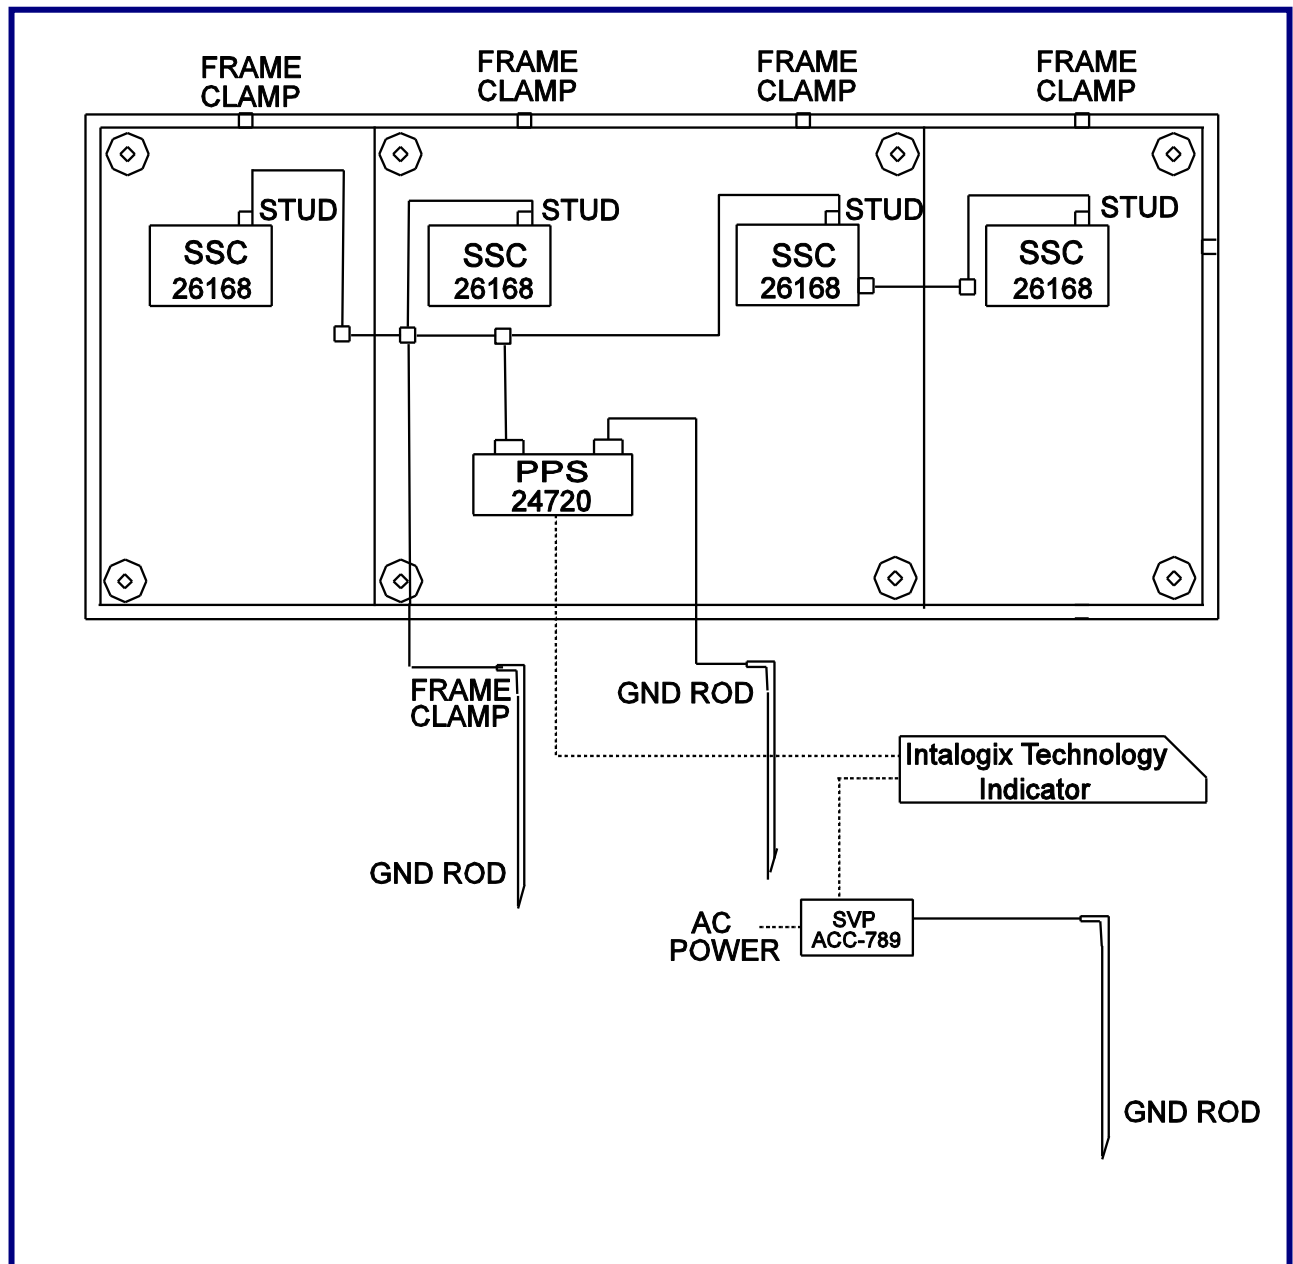 FRAME
CLAMP
FRAME
CLAMP
FRAME
CLAMP
FRAME
CLAMP
STUD
SSC
26168
STUD
SSC
26168
STUD
SSC
26168
STUD
SSC
26168
PPS
24720
FRAME
CLAMP
GND ROD
GND ROD
Intalogix Technology
Indicator
AC
POWER
SVP
ACC-789
GND ROD